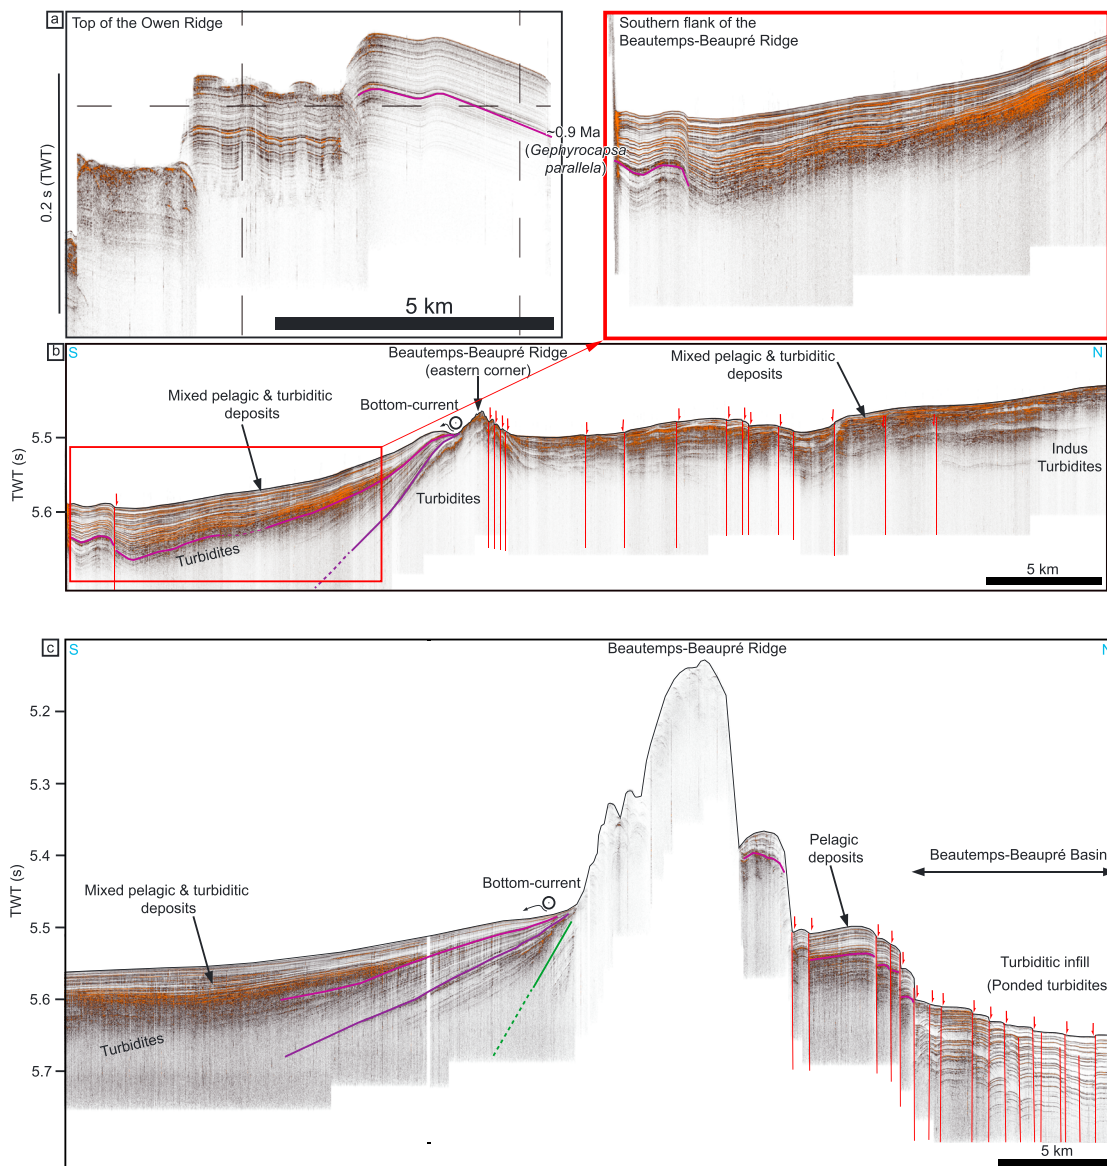 a
Top of the Owen Ridge
0.2 s (TWT)
5 km
~0.9 Ma
(Gephyrocapsa
parallela)
Southern flank of the
Beautemps-Beaupré Ridge
b
S
N
Beautemps-Beaupré Ridge
(eastern corner)
Mixed pelagic & turbiditic
deposits
Bottom-current
Mixed pelagic & turbiditic
deposits
TWT (s)
5.5
5.6
Turbidites
Turbidites
Indus
Turbidites
5 km
c
S
N
Beautemps-Beaupré Ridge
TWT (s)
5.2
5.3
5.4
5.5
5.6
5.7
Mixed pelagic & turbiditic
deposits
Bottom-current
Pelagic
deposits
Beautemps-Beaupré Basin
Turbiditic infill
(Ponded turbidites)
Turbidites
5 km